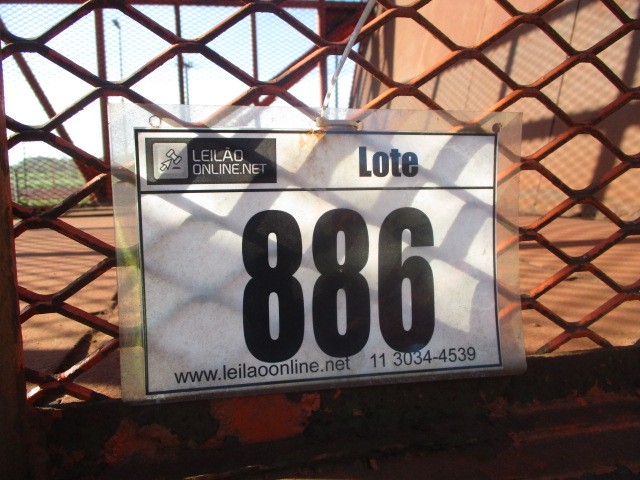 LEILÃO
ONLINE.NET
Lote
886
www.leilaoonline.net 11 3034-4539